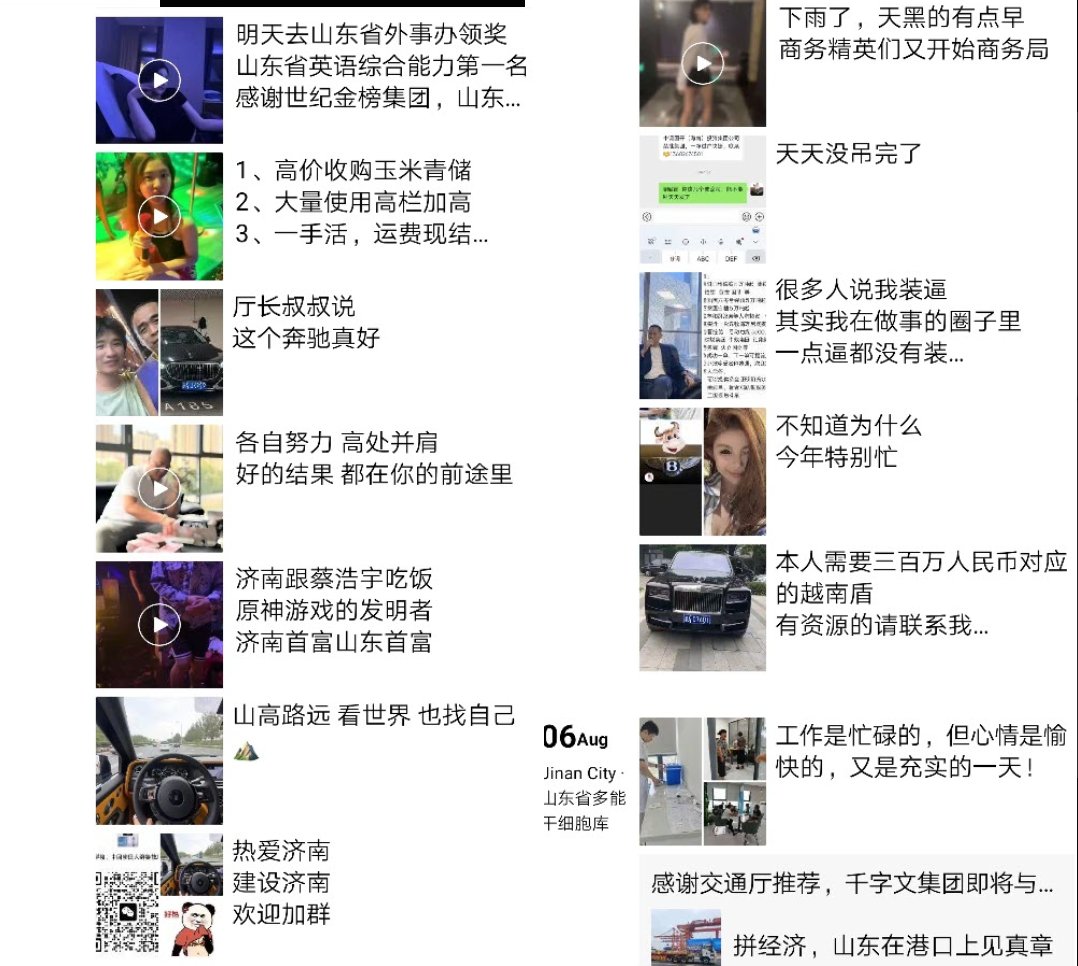 明天去山东省外事办领奖
山东省英语综合能力第一名
感谢世纪金榜集团，山东...
1、高价收购玉米青储
2、大量使用高栏加高
3、一手活，运费现结...
厅长叔叔说
这个奔驰真好
A185
各自努力 高处并肩
好的结果 都在你的前途里
济南跟蔡浩宇吃饭
原神游戏的发明者
济南首富山东首富
山高路远 看世界 也找自己
热爱济南
建设济南
欢迎加群
下雨了，天黑的有点早
商务精英们又开始商务局
天天没吊完了
ABC
DEF
很多人说我装逼
其实我在做事的圈子里
一点逼都没有装...
不知道为什么
今年特别忙
本人需要三百万人民币对应
的越南盾
有资源的请联系我...
06Aug
Jinan City ·
山东省多能
干细胞库
工作是忙碌的，但心情是愉
快的，又是充实的一天！
感谢交通厅推荐，千字文集团即将与...
拼经济，山东在港口上见真章